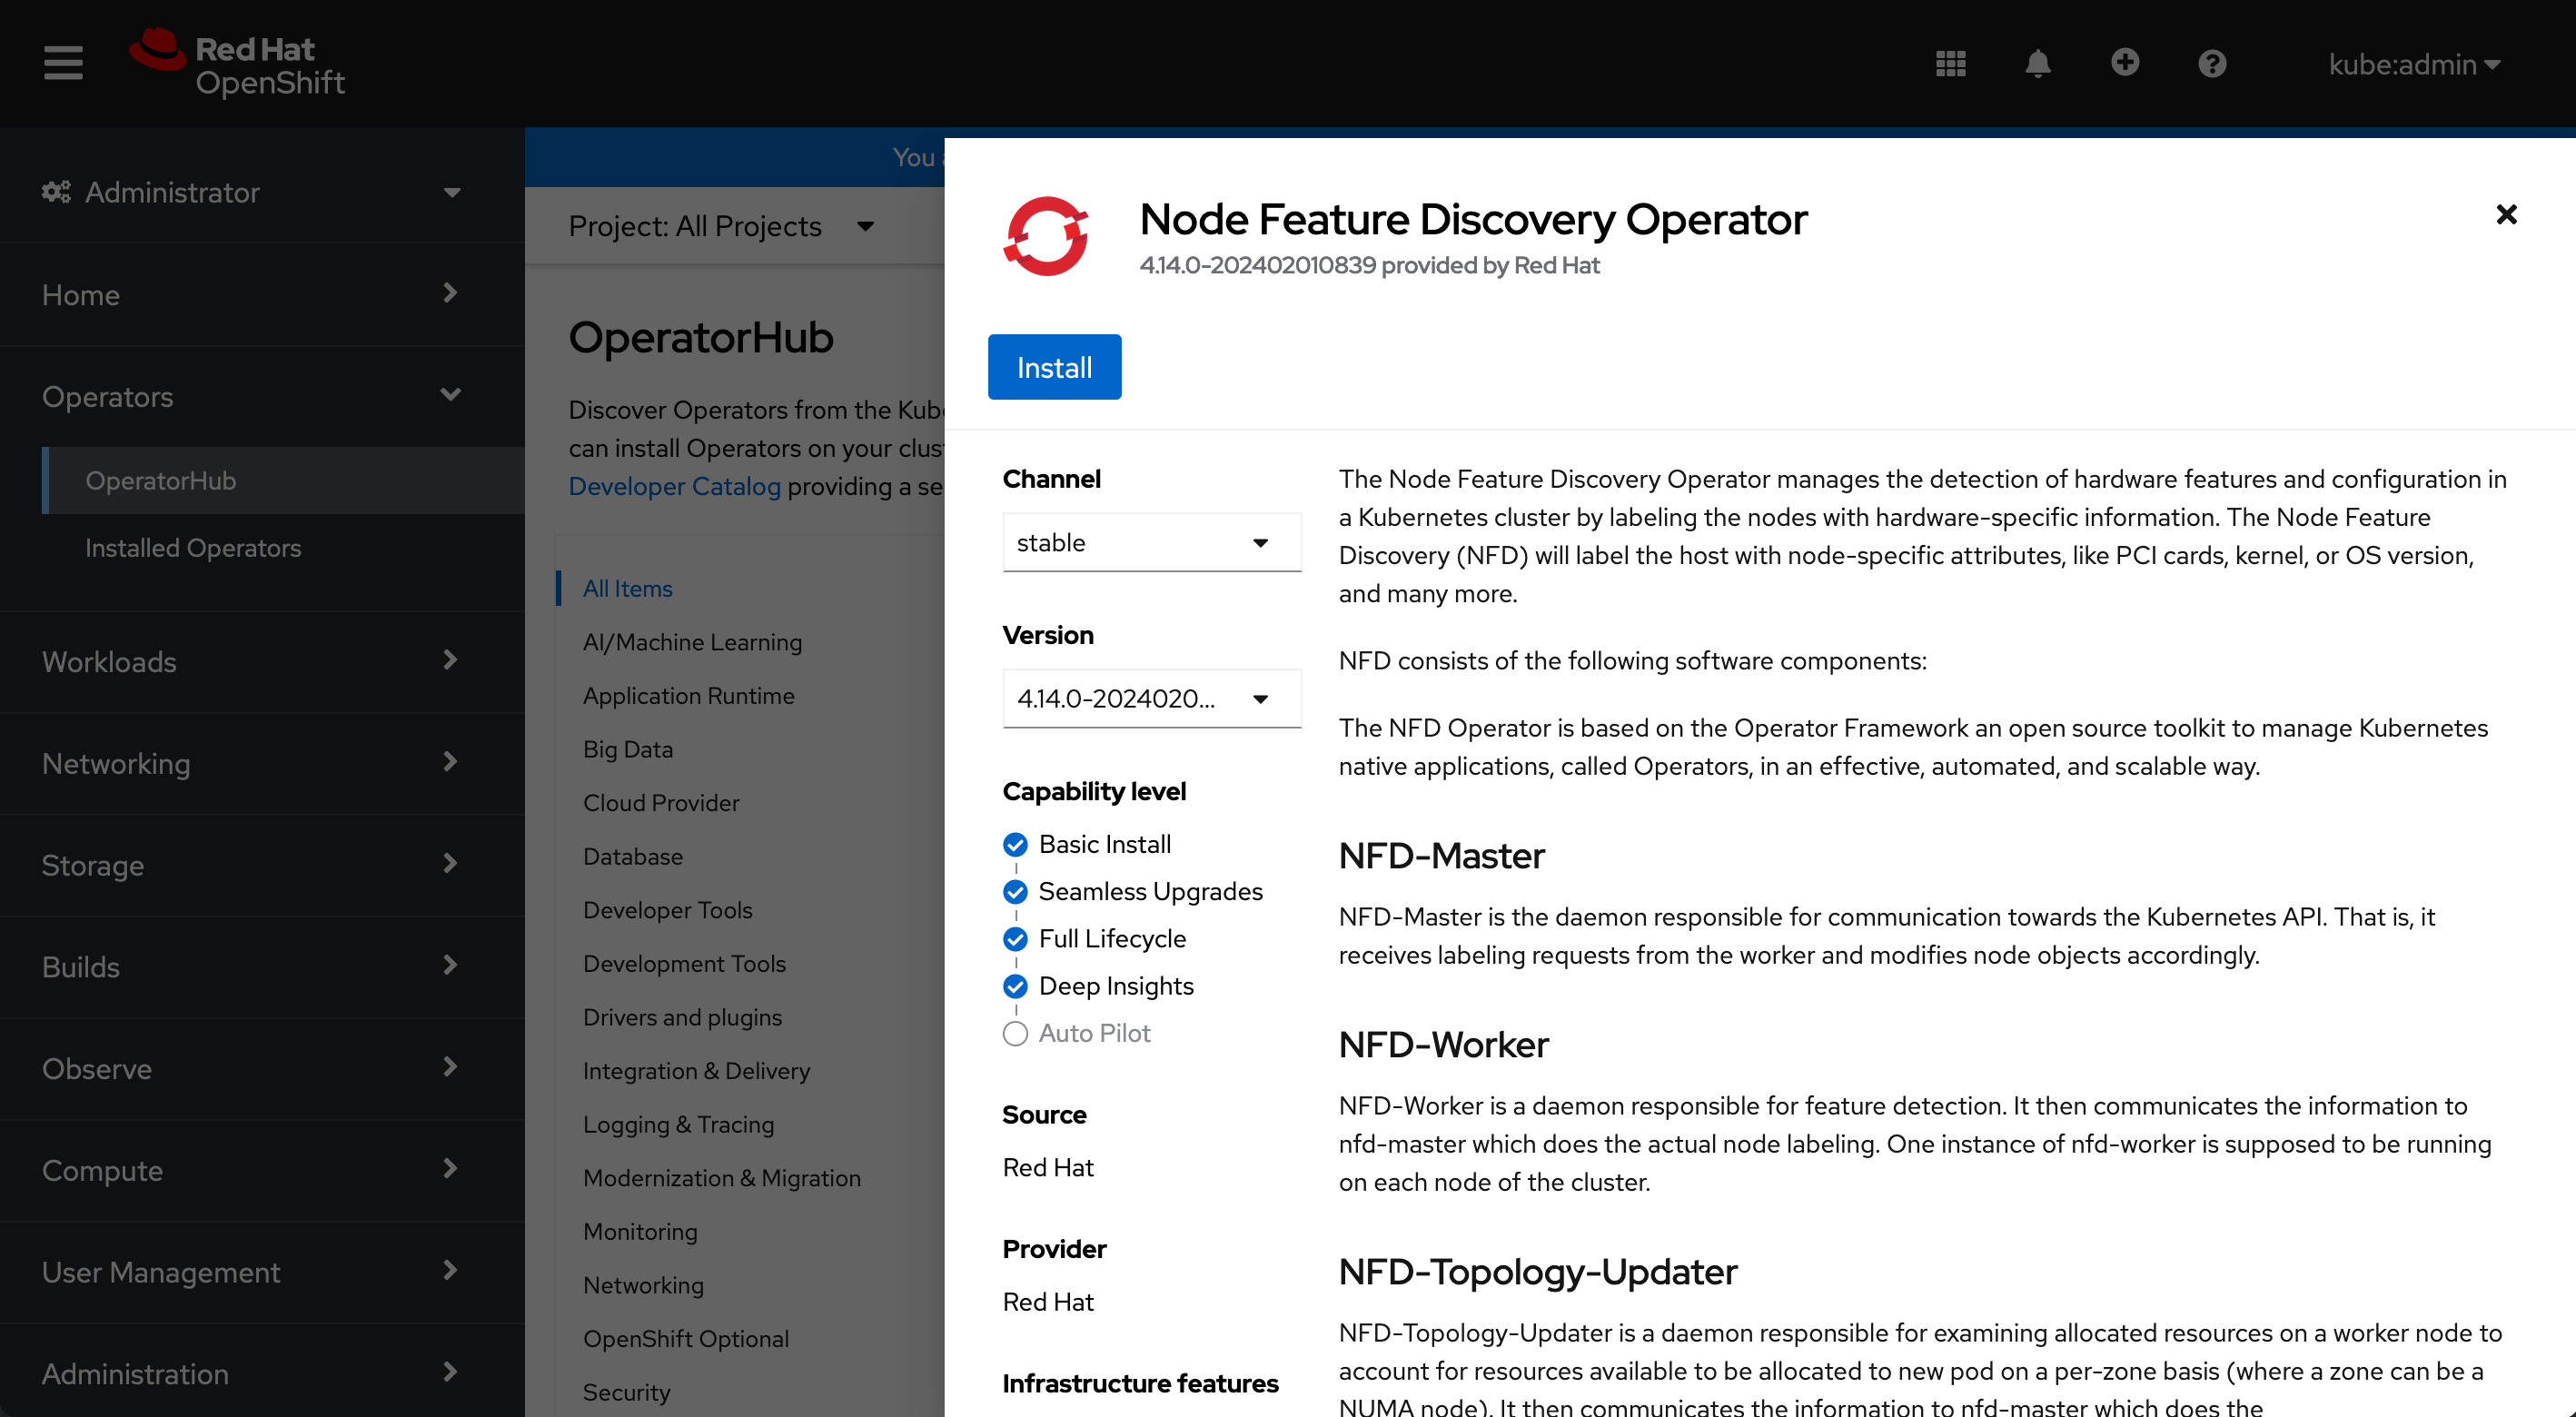 Red Hat
OpenShift
kube:admin
Administrator
Home
Operators
OperatorHub
Installed Operators
Workloads
Networking
Storage
Builds
Observe
Compute
User Management
Administration
You
Project: All Projects
OperatorHub
Discover Operators from the
can install Operators on your
Developer Catalog providing a
All Items
AI/Machine Learning
Application Runtime
Big Data
Cloud Provider
Database
Developer Tools
Development Tools
Drivers and plugins
Integration & Delivery
Logging & Tracing
Modernization & Migration
Monitoring
Networking
OpenShift Optional
Security
Node Feature Discovery Operator
4.14.0-202402010839 provided by Red Hat
Install
Channel
stable
Version
4.14.0-2024020...
Capability level
Basic Install
Seamless Upgrades
Full Lifecycle
Deep Insights
Auto Pilot
Source
Red Hat
Provider
Red Hat
Infrastructure features
The Node Feature Discovery Operator manages the detection of hardware features and configuration in
a Kubernetes cluster by labeling the nodes with hardware-specific information. The Node Feature
Discovery (NFD) will label the host with node-specific attributes, like PCI cards, kernel, or OS version,
and many more.
NFD consists of the following software components:
The NFD Operator is based on the Operator Framework an open source toolkit to manage Kubernetes
native applications, called Operators, in an effective, automated, and scalable way.
NFD-Master
NFD-Master is the daemon responsible for communication towards the Kubernetes API. That is, it
receives labeling requests from the worker and modifies node objects accordingly.
NFD-Worker
NFD-Worker is a daemon responsible for feature detection. It then communicates the information to
nfd-master which does the actual node labeling. One instance of nfd-worker is supposed to be running
on each node of the cluster.
NFD-Topology-Updater
NFD-Topology-Updater is a daemon responsible for examining allocated resources on a worker node to
account for resources available to be allocated to new pod on a per-zone basis (where a zone can be a
NUMA node). It then communicates the information to nfd-master which does the